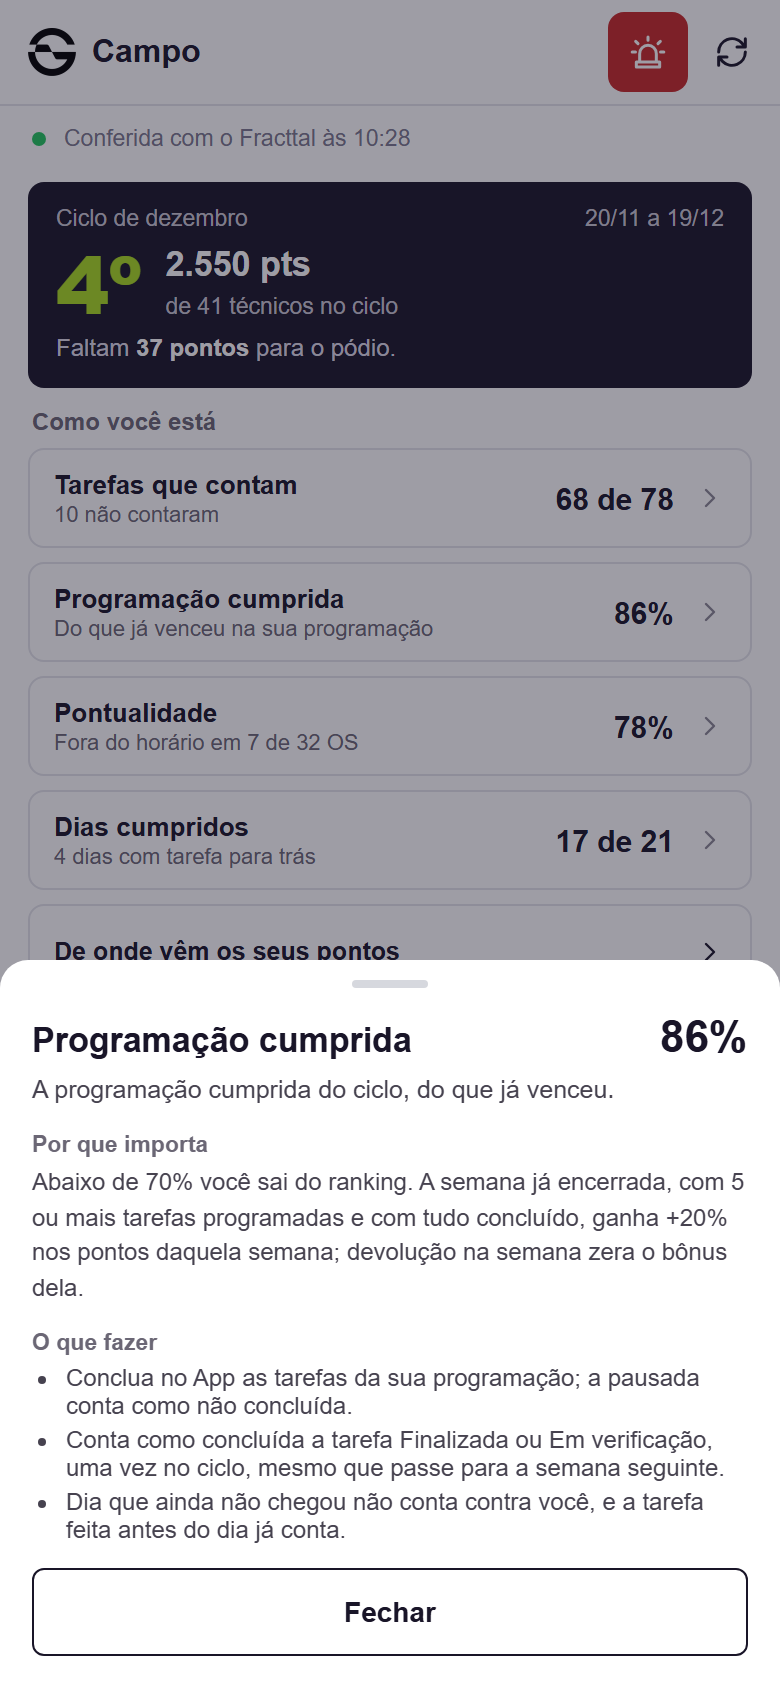 Campo
Conferida com o Fracttal às 10:28
Ciclo de dezembro
20/11 a 19/12
4º
2.550 pts
de 41 técnicos no ciclo
Faltam 37 pontos para o pódio.
Como você está
Tarefas que contam
10 não contaram
68 de 78
Programação cumprida
Do que já venceu na sua programação
86%
Pontualidade
Fora do horário em 7 de 32 OS
78%
Dias cumpridos
4 dias com tarefa para trás
17 de 21
De onde vêm os seus pontos
Programação cumprida
86%
A programação cumprida do ciclo, do que já venceu.
Por que importa
Abaixo de 70% você sai do ranking. A semana já encerrada, com 5
ou mais tarefas programadas e com tudo concluído, ganha +20%
nos pontos daquela semana; devolução na semana zera o bônus
dela.
O que fazer
• Conclua no App as tarefas da sua programação; a pausada
conta como não concluída.
• Conta como concluída a tarefa Finalizada ou Em verificação,
uma vez no ciclo, mesmo que passe para a semana seguinte.
• Dia que ainda não chegou não conta contra você, e a tarefa
feita antes do dia já conta.
Fechar